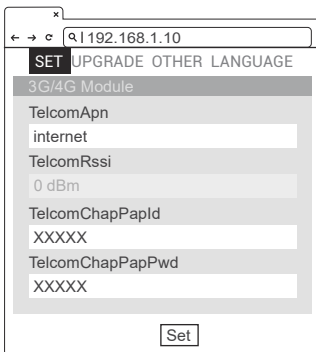 ×
← → c 192.168.1.10
SET UPGRADE OTHER LANGUAGE
3G/4G Module
TelcomApn
internet
TelcomRssi
0 dBm
TelcomChapPapId
XXXXX
TelcomChapPapPwd
XXXXX
Set